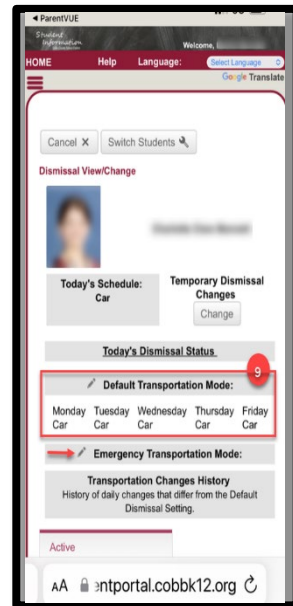 ◀ ParentVUE
Student
Information
Welcome,
HOME Help Language: Select Language
Google Translate
Cancel X Switch Students
Dismissal View/Change
Today's Schedule:
Car
Temporary Dismissal
Changes
Change
Today's Dismissal Status
9
Default Transportation Mode:
Monday Tuesday Wednesday Thursday Friday
Car Car Car Car Car
Emergency Transportation Mode:
Transportation Changes History
History of daily changes that differ from the Default
Dismissal Setting.
Active
AA entportal.cobbk12.org